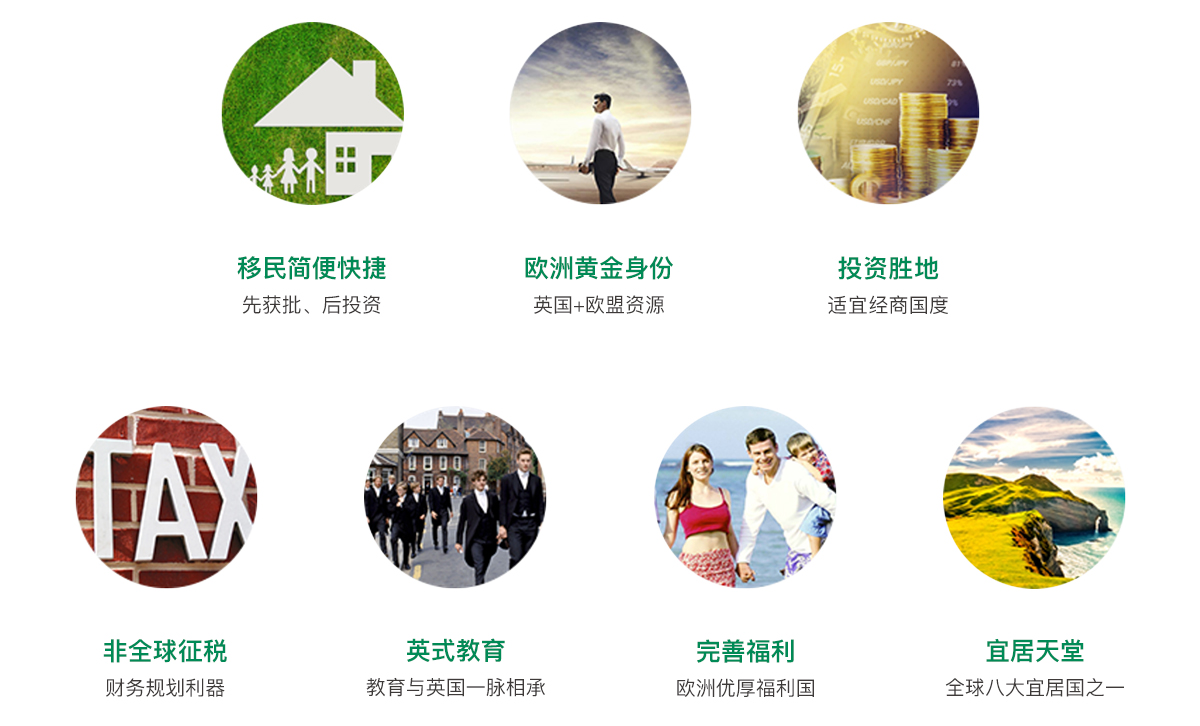 移民简便快捷
欧洲黄金身份
投资胜地
先获批、后投资
英国+欧盟资源
适宜经商国度
TAX
非全球征税
英式教育
完善福利
宜居天堂
财务规划利器
教育与英国一脉相承
欧洲优厚福利国
全球八大宜居国之一